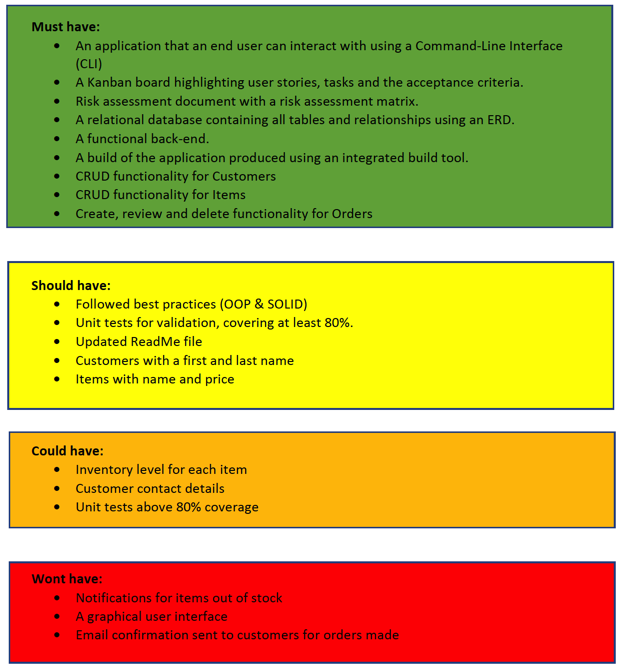 Must have:
• An application that an end user can interact with using a Command-Line Interface
(CLI)
• A Kanban board highlighting user stories, tasks and the acceptance criteria.
• Risk assessment document with a risk assessment matrix.
• A relational database containing all tables and relationships using an ERD.
• A functional back-end.
• A build of the application produced using an integrated build tool.
• CRUD functionality for Customers
• CRUD functionality for Items
• Create, review and delete functionality for Orders
Should have:
• Followed best practices (OOP & SOLID)
• Unit tests for validation, covering at least 80%.
• Updated ReadMe file
• Customers with a first and last name
• Items with name and price
Could have:
• Inventory level for each item
• Customer contact details
• Unit tests above 80% coverage
Wont have:
• Notifications for items out of stock
• A graphical user interface
• Email confirmation sent to customers for orders made